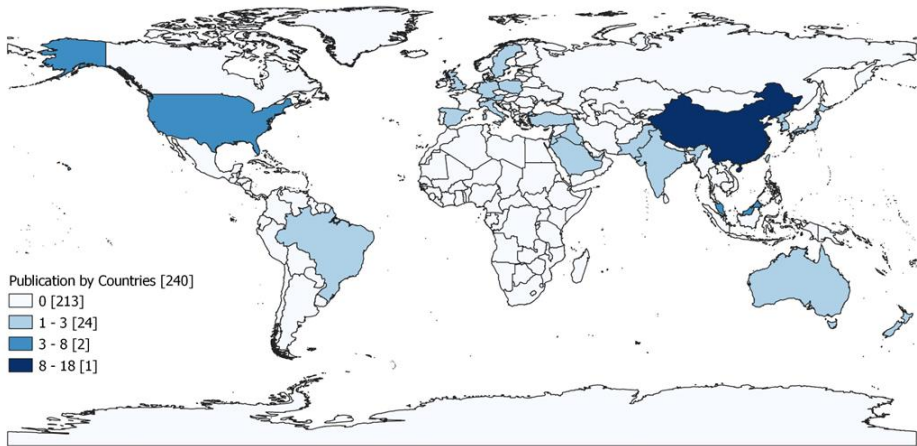 Publication by Countries [240]
0 [213]
1 - 3 [24]
3 - 8 [2]
8 - 18 [1]